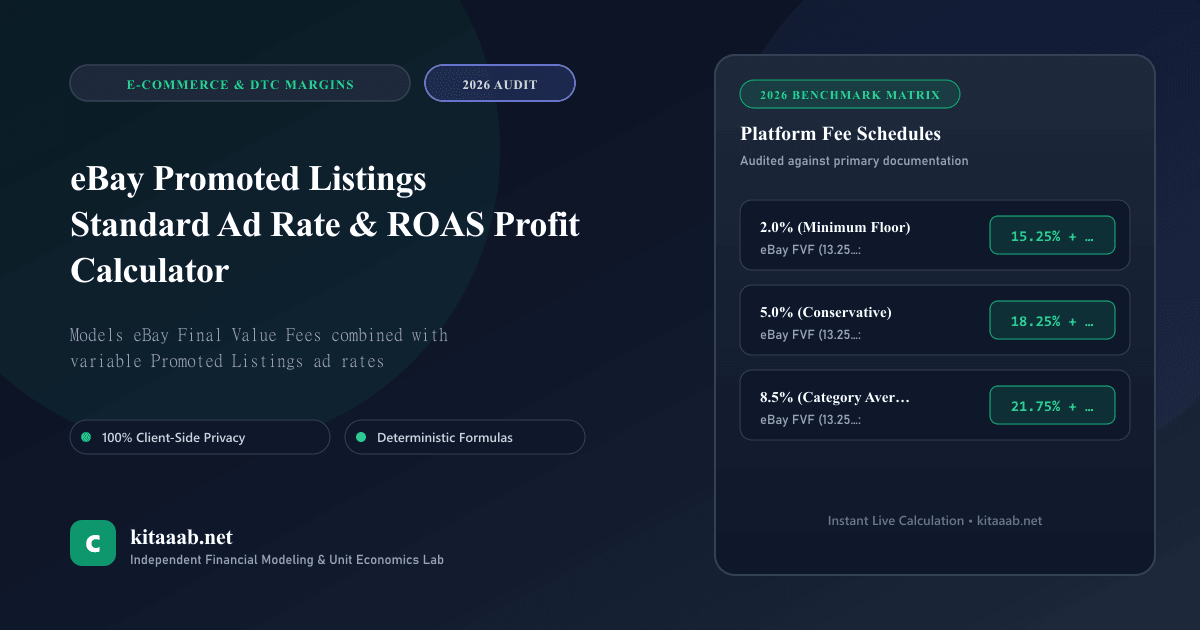 E-COMMERCE & DTC MARGINS
2026 AUDIT
eBay Promoted Listings
Standard Ad Rate & ROAS Profit
Calculator
Models eBay Final Value Fees combined with
variable Promoted Listings ad rates
100% Client-Side Privacy
Deterministic Formulas
C
kitaaab.net
Independent Financial Modeling & Unit Economics Lab
2026 BENCHMARK MATRIX
Platform Fee Schedules
Audited against primary documentation
2.0% (Minimum Floor)
eBay FVF (13.25…:
15.25% + …
5.0% (Conservative)
eBay FVF (13.25…:
18.25% + …
8.5% (Category Aver…
eBay FVF (13.25…:
21.75% + …
Instant Live Calculation • kitaaab.net